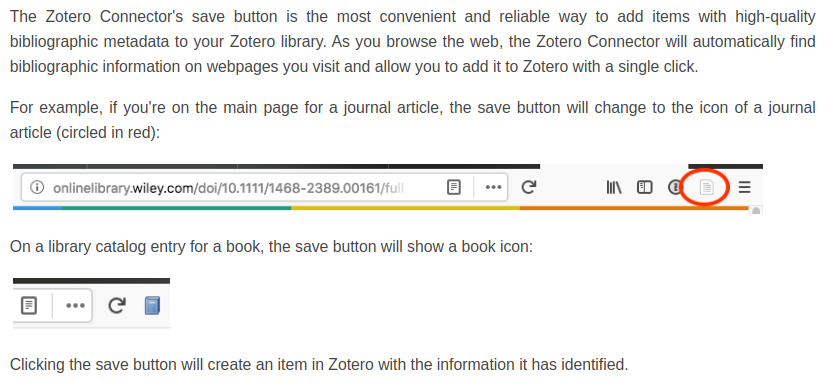 The Zotero Connector's save button is the most convenient and reliable way to add items with high-quality
bibliographic metadata to your Zotero library. As you browse the web, the Zotero Connector will automatically find
bibliographic information on webpages you visit and allow you to add it to Zotero with a single click.
For example, if you're on the main page for a journal article, the save button will change to the icon of a journal
article (circled in red):
onlinelibrary.wiley.com/doi/10.1111/1468-2389.00161/full
On a library catalog entry for a book, the save button will show a book icon:
Clicking the save button will create an item in Zotero with the information it has identified.